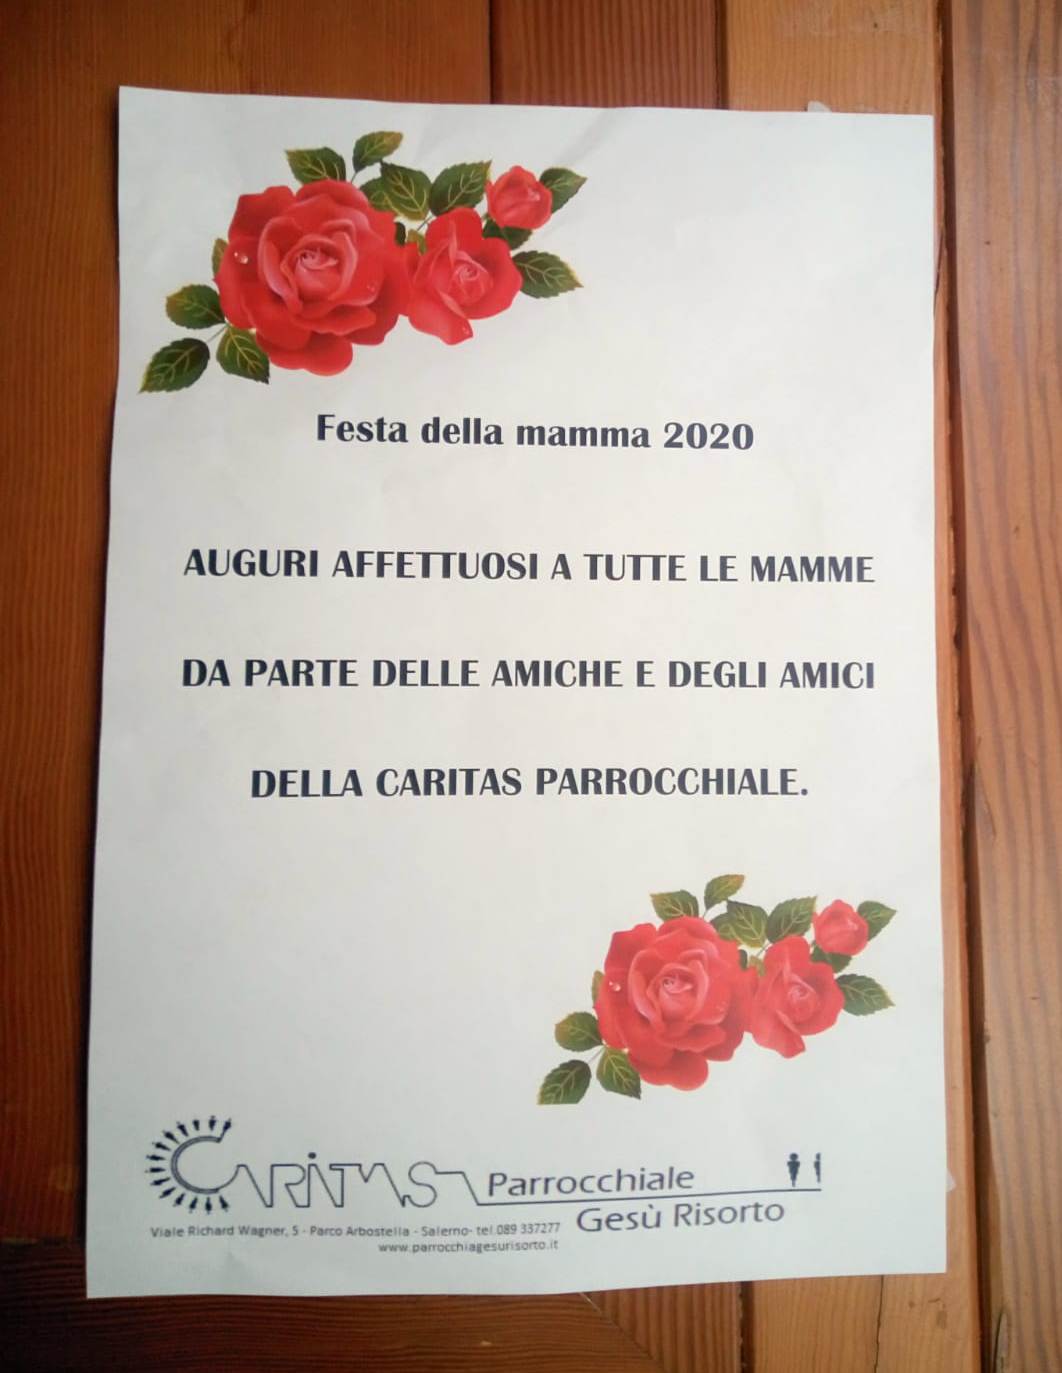 Festa della mamma 2020
AUGURI AFFETTUOSI A TUTTE LE MAMME
DA PARTE DELLE AMICHE E DEGLI AMICI
DELLA CARITAS PARROCCHIALE.
CARITAS Parrocchiale
Gesù Risorto
Viale Richard Wagner, 5 - Parco Arbostella - Salerno- tel.089 337277
www.parrocchiagesurisorto.it